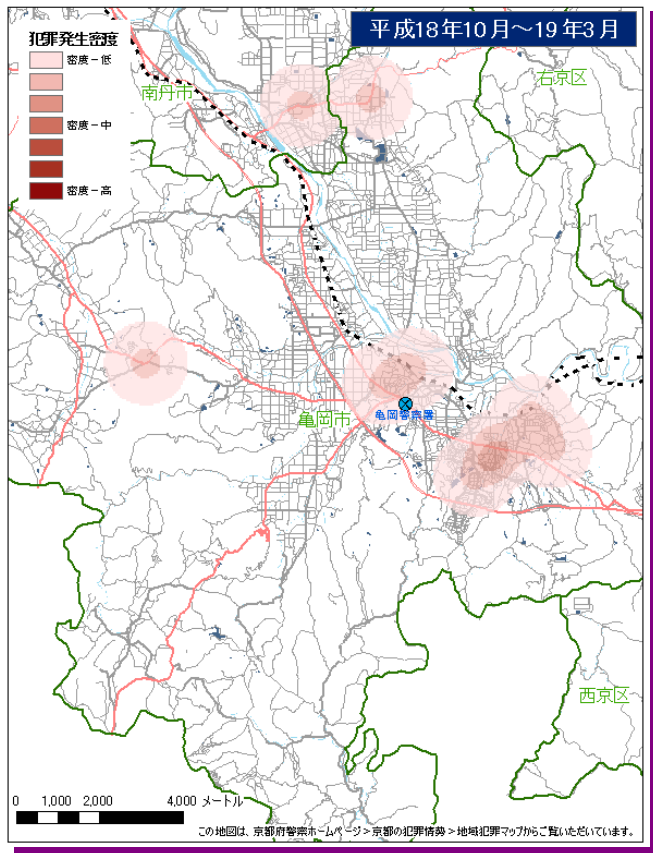 平成18年10月～19年3月
犯罪発生密度
密度－低
密度－中
密度－高
南丹市
右京区
亀岡市
亀岡警察署
西京区
0 1,000 2,000 4,000 メートル
この地図は、京都府警察ホームページ＞京都の犯罪情勢＞地域犯罪マップからご覧いただいています。